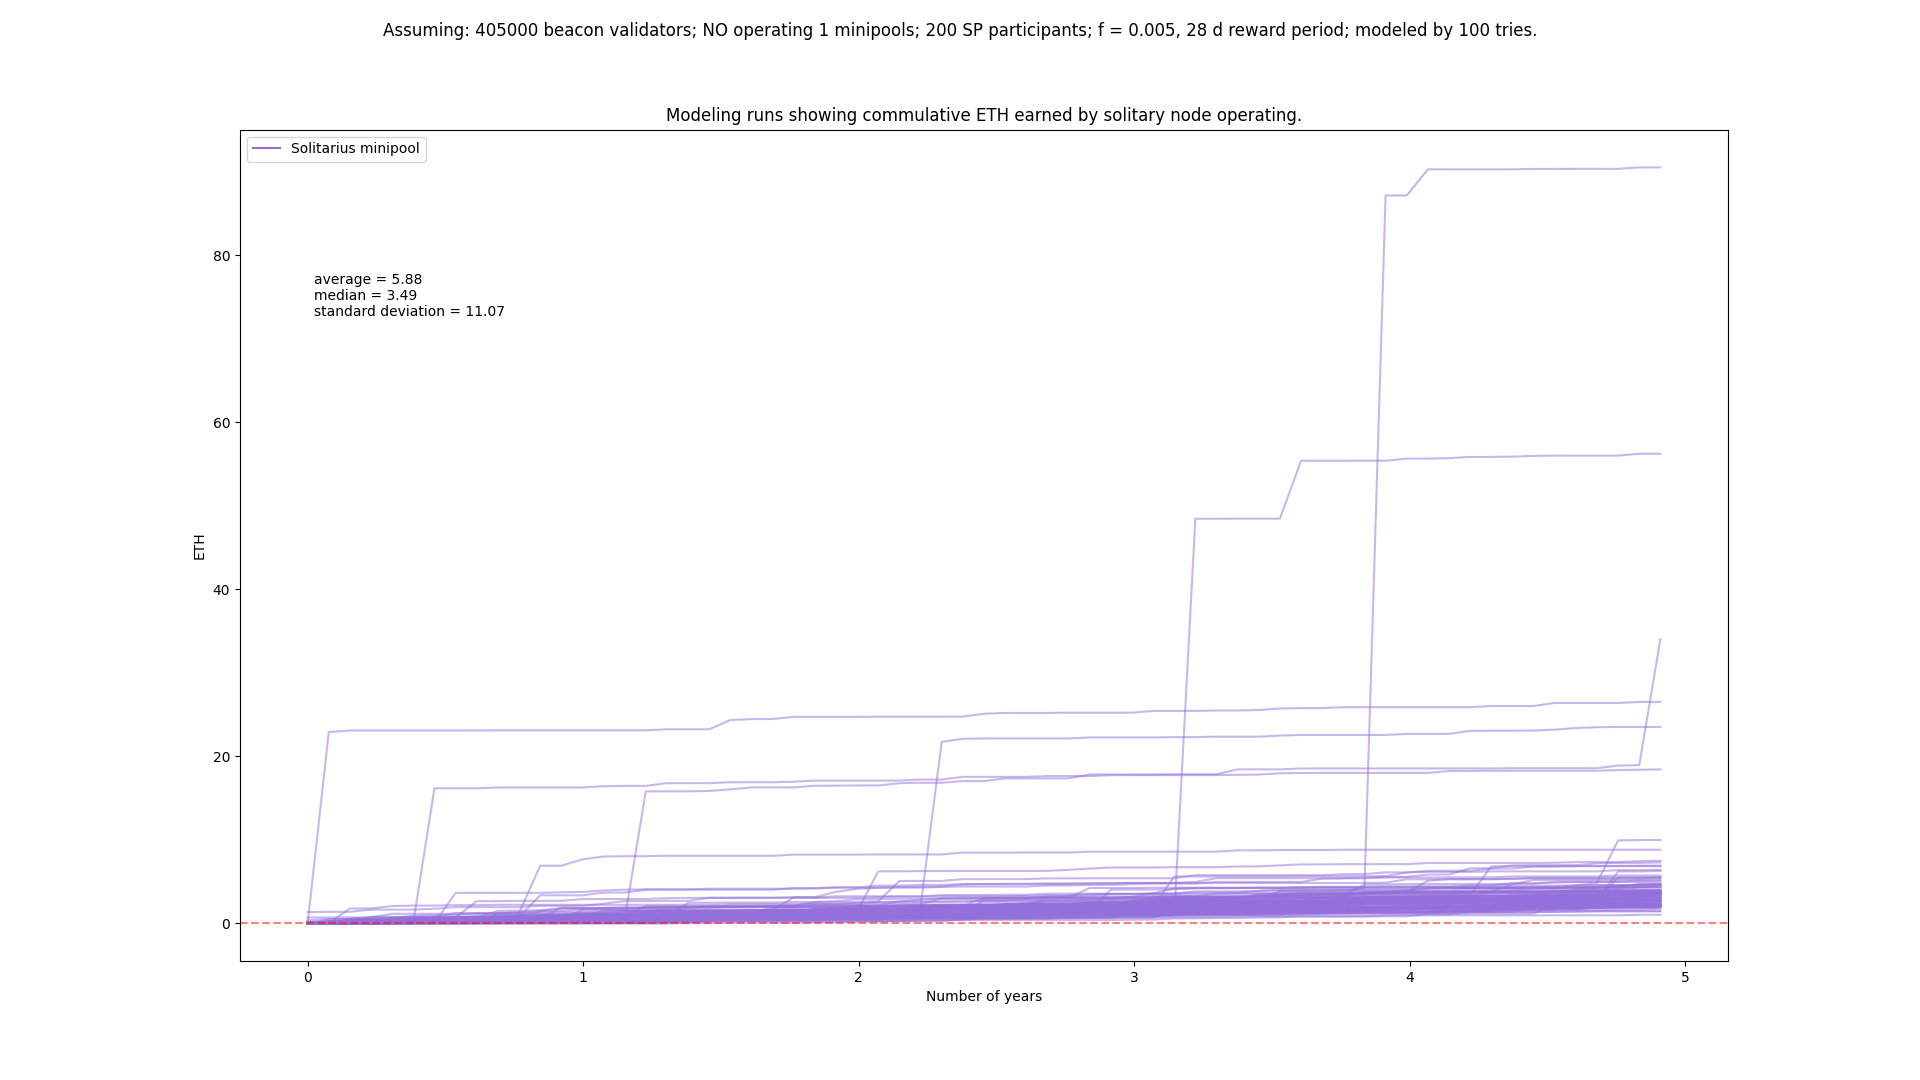 Assuming: 405000 beacon validators; NO operating 1 minipools; 200 SP participants; f = 0.005, 28 d reward period; modeled by 100 tries.
Modeling runs showing commulative ETH earned by solitary node operating.
Solitarius minipool
average = 5.88
median = 3.49
standard deviation = 11.07
ETH
80
60
40
20
0
0 1 2 3 4 5
Number of years